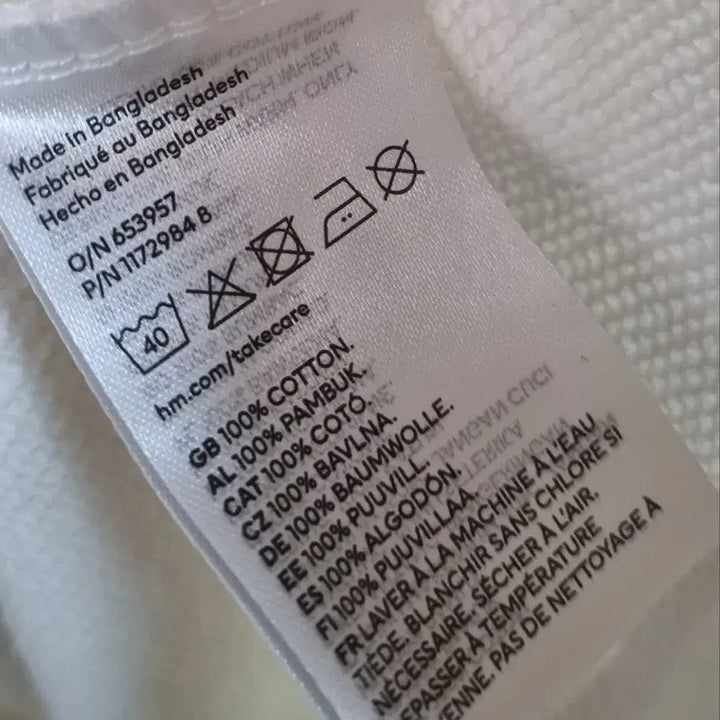 Made in Bangladesh
Fabriqué au Bangladesh
Hecho en Bangladesh
O/N 653957
P/N 1172984 8
40
hm.com/takecare
GB 100% COTTON.
AL 100% PAMBUK.
CAT 100% COTÓ.
CZ 100% BAVLNA.
DE 100% BAUMWOLLE.
EE 100% PUUVILL.
ES 100% ALGODÓN.
FI 100% PUUVILLAA.
FR LAVER À LA MACHINE À L'EAU
TIÈDE. BLANCHIR SANS CHLORE SI
NÉCESSAIRE. SÉCHER À L'AIR.
EPASSER À TEMPÉRATURE
ENNE. PAS DE NETTOYAGE À